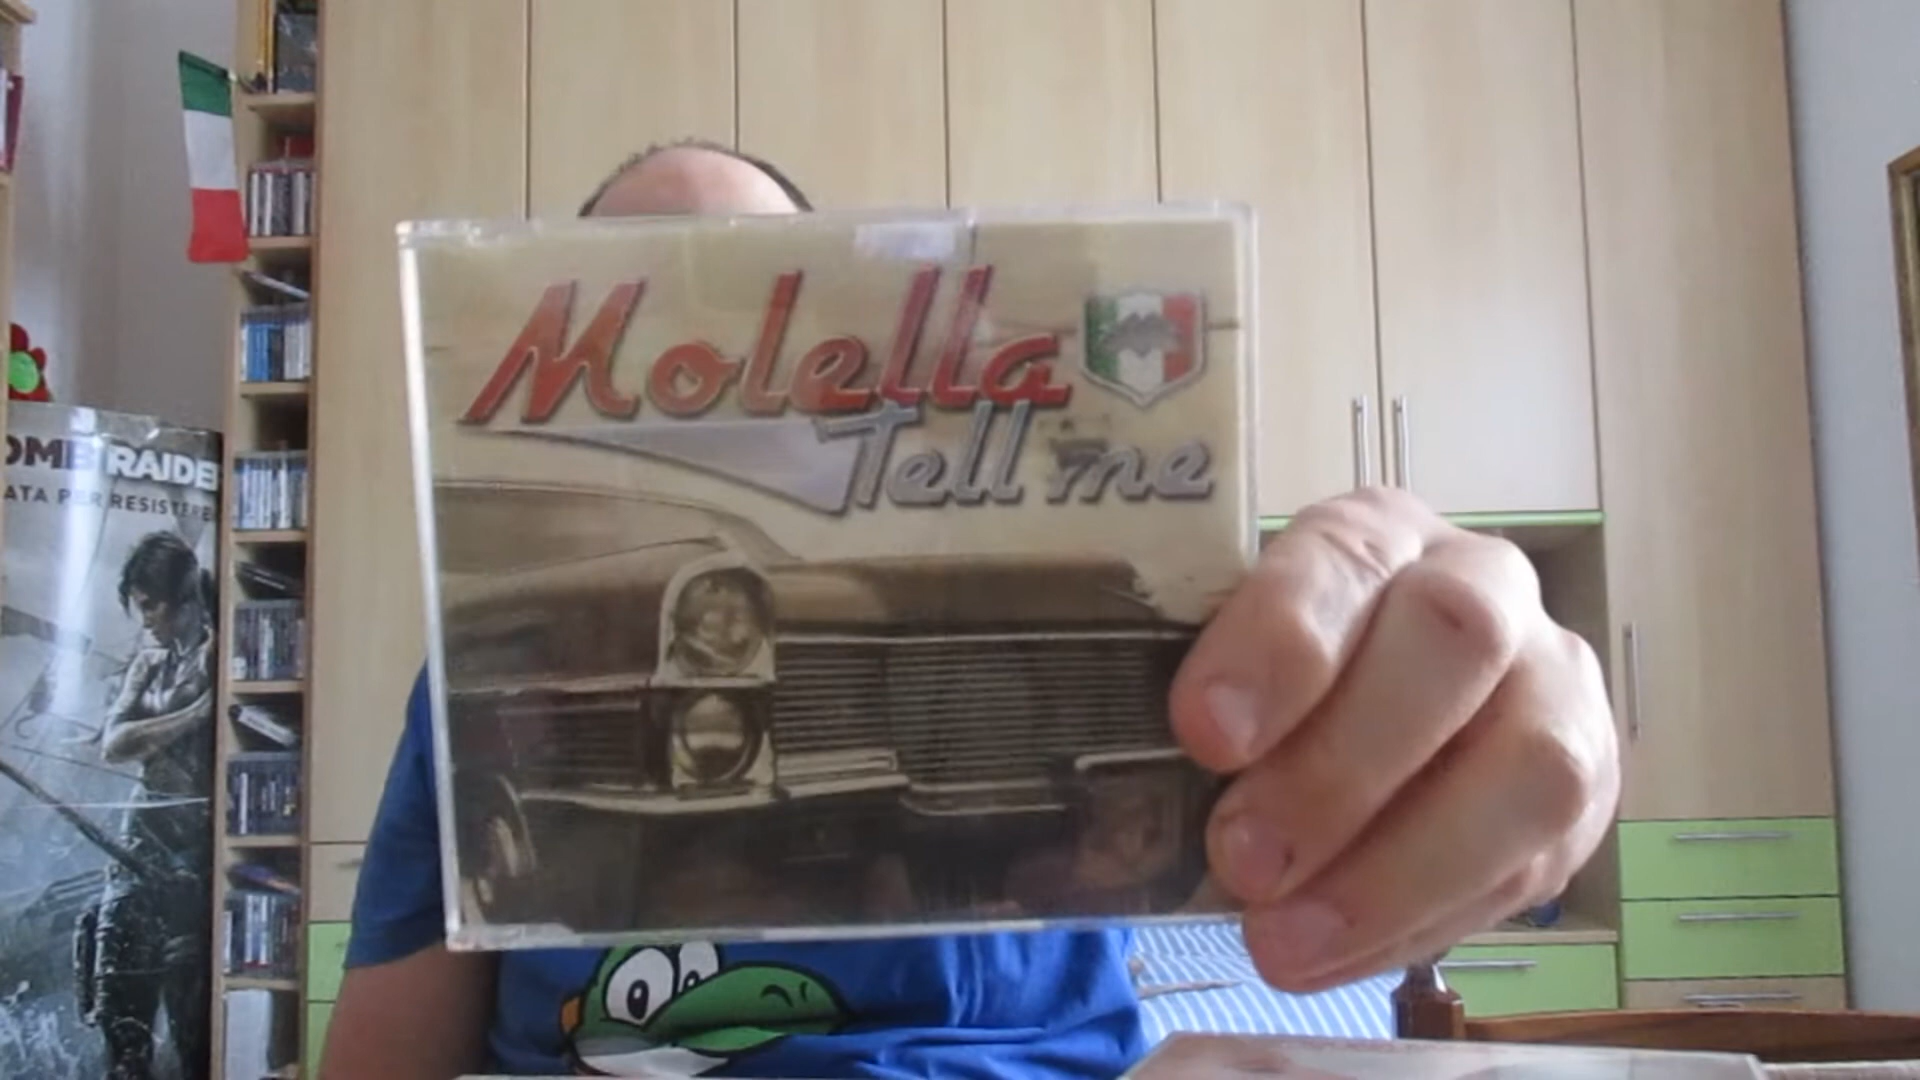 Molella
Tell me
OMB RAIDE
ATA PER RESISTERE